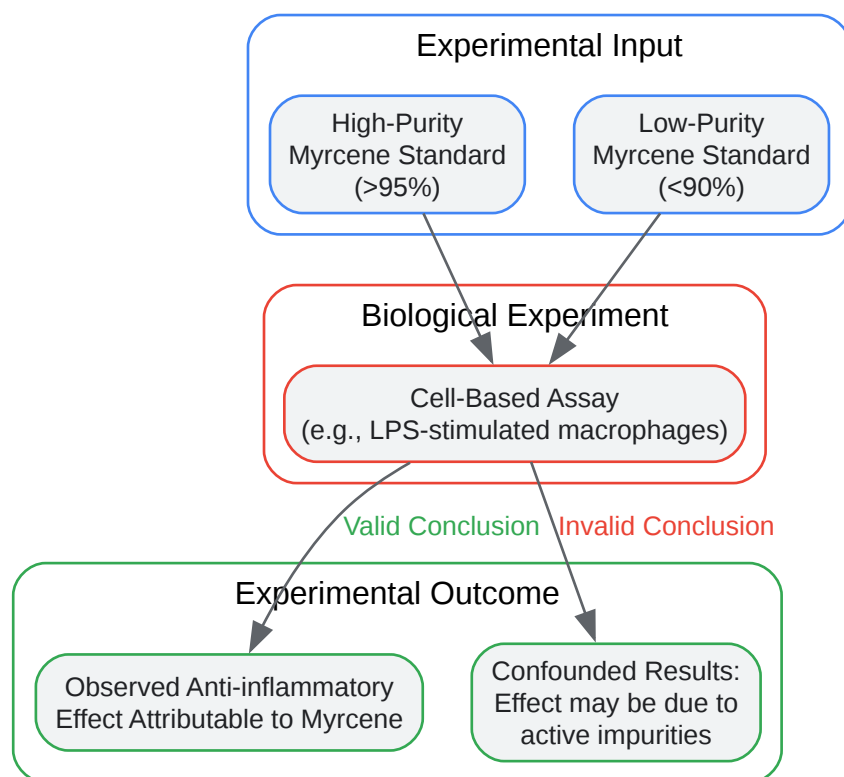 Experimental Input
High-Purity
Myrcene Standard
(>95%)
Low-Purity
Myrcene Standard
(<90%)
Biological Experiment
Cell-Based Assay
(e.g., LPS-stimulated macrophages)
Valid Conclusion
Invalid Conclusion
Experimental Outcome
Observed Anti-inflammatory
Effect Attributable to Myrcene
Confounded Results:
Effect may be due to
active impurities